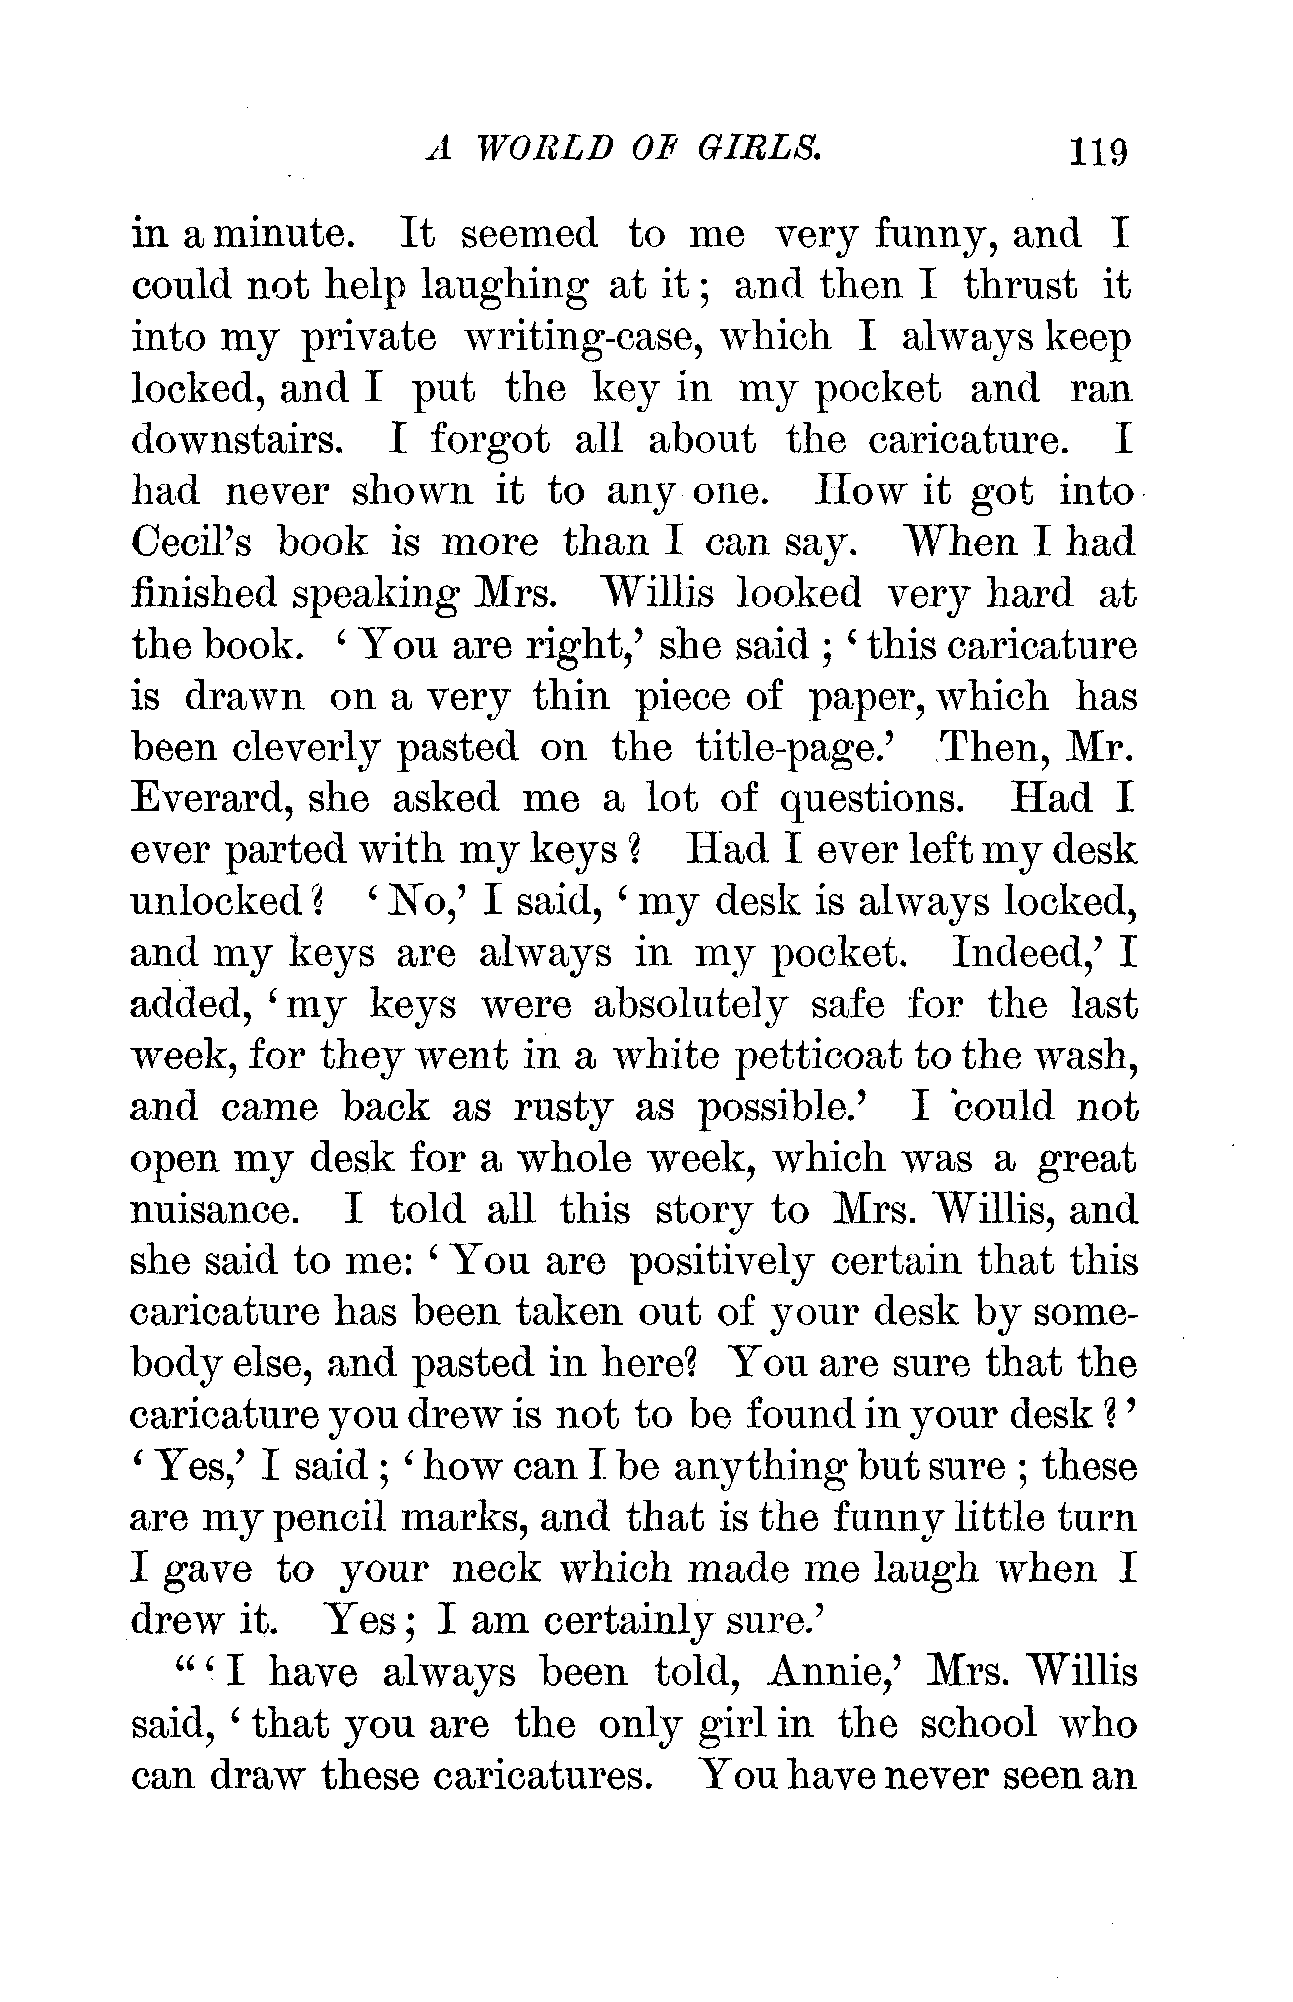 A WORLD OF GIRLS. 119
in a minute. It seemed to me very funny, and I
could not help laughing at it; and then I thrust it
into my private writing-case, which I always keep
locked, and I put the key in my pocket and ran
downstairs. I forgot all about the caricature. I
had never shown it to any one. How it got into
Cecil's book is more than I can say. When I had
finished speaking Mrs. Willis looked very hard at
the book. ‘You are right,’ she said; ‘this caricature
is drawn on a very thin piece of paper, which has
been cleverly pasted on the title-page.’ Then, Mr.
Everard, she asked me a lot of questions. Had I
ever parted with my keys? Had I ever left my desk
unlocked? ‘No,’ I said, ‘my desk is always locked,
and my keys are always in my pocket. Indeed,’ I
added, ‘my keys were absolutely safe for the last
week, for they went in a white petticoat to the wash,
and came back as rusty as possible.’ I could not
open my desk for a whole week, which was a great
nuisance. I told all this story to Mrs. Willis, and
she said to me: ‘You are positively certain that this
caricature has been taken out of your desk by some-
body else, and pasted in here? You are sure that the
caricature you drew is not to be found in your desk?’
‘Yes,’ I said; ‘how can I be anything but sure; these
are my pencil marks, and that is the funny little turn
I gave to your neck which made me laugh when I
drew it. Yes; I am certainly sure.’
“‘I have always been told, Annie,’ Mrs. Willis
said, ‘that you are the only girl in the school who
can draw these caricatures. You have never seen an